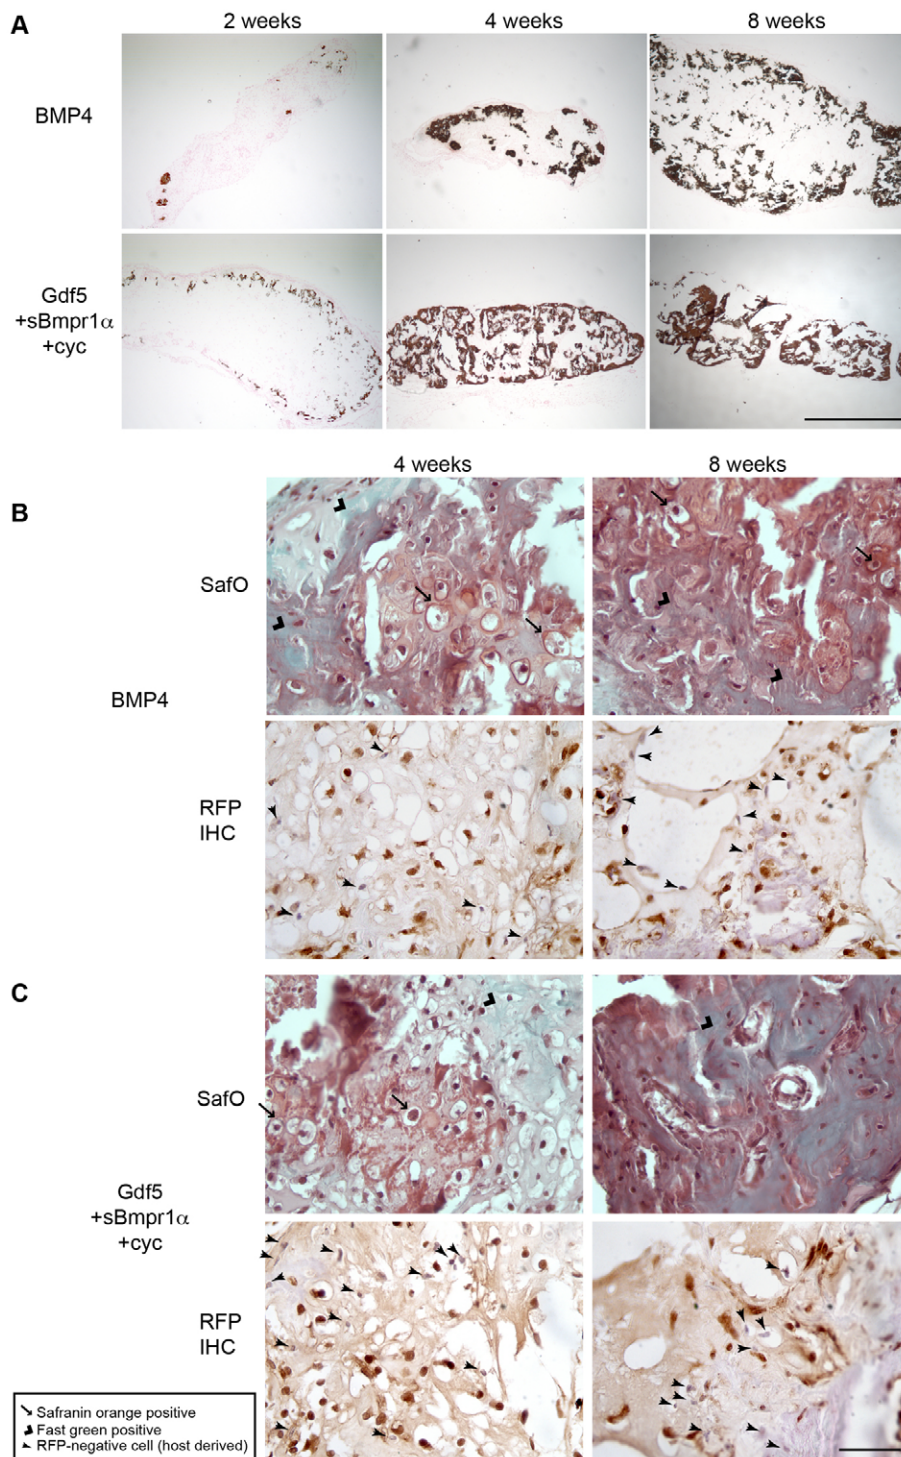 A
2 weeks
4 weeks
8 weeks
BMP4
Gdf5
+sBmpr1α
+cyc
4 weeks
8 weeks
B
SafO
BMP4
RFP
IHC
C
SafO
Gdf5
+sBmpr1α
+cyc
RFP
IHC
Safranin orange positive
Fast green positive
RFP-negative cell (host derived)